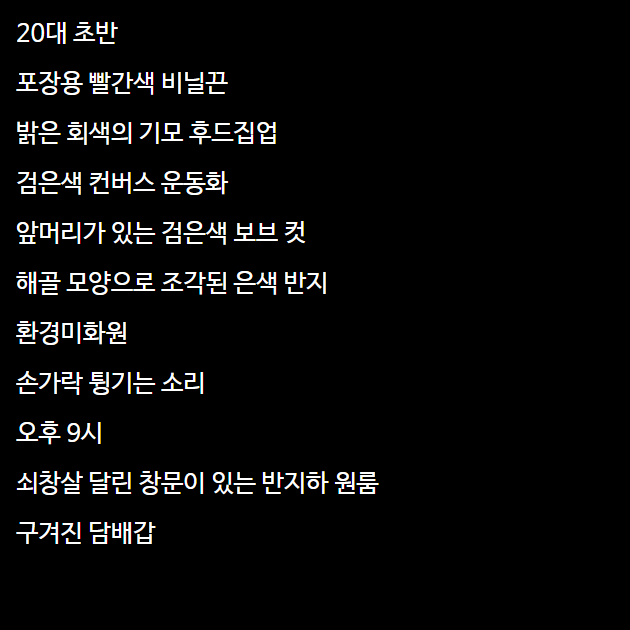 20대 초반
포장용 빨간색 비닐끈
밝은 회색의 기모 후드집업
검은색 컨버스 운동화
앞머리가 있는 검은색 보브 컷
해골 모양으로 조각된 은색 반지
환경미화원
손가락 튕기는 소리
오후 9시
쇠창살 달린 창문이 있는 반지하 원룸
구겨진 담배갑